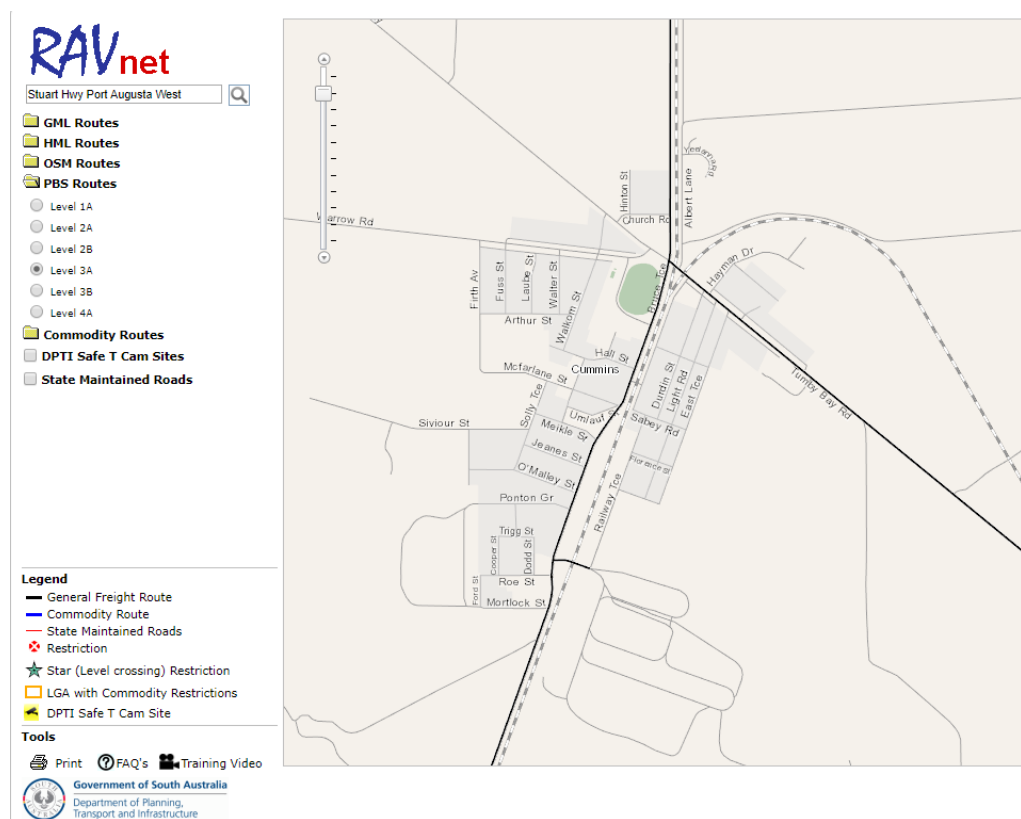 RAVnet
Stuart Hwy Port Augusta West
GML Routes
HML Routes
OSM Routes
PBS Routes
Level 1A
Level 2A
Level 2B
Level 3A
Level 3B
Level 4A
Commodity Routes
DPTI Safe T Cam Sites
State Maintained Roads
Legend
General Freight Route
Commodity Route
State Maintained Roads
Restriction
Star (Level crossing) Restriction
LGA with Commodity Restrictions
DPTI Safe T Cam Site
Tools
Print
FAQ's
Training Video
Government of South Australia
Department of Planning,
Transport and Infrastructure
Warrow Rd
Hinton St
Church Rd
Albert Lane
Firth Av
Fuss St
Laube St
Walter St
Walkom St
Bruce Tce
Hayman Dr
Arthur St
Hall St
Mcfarlane St
Cummins
Durdin St
Light Rd
East Tce
Tumby Bay Rd
Solly Tce
Umlauf St
Sabey Rd
Siviour St
Meikle St
Jeanes St
O'Malley St
Florence St
Railway Tce
Ponton Gr
Trigg St
Cooper St
Dodd St
Ford St
Roe St
Mortlock St